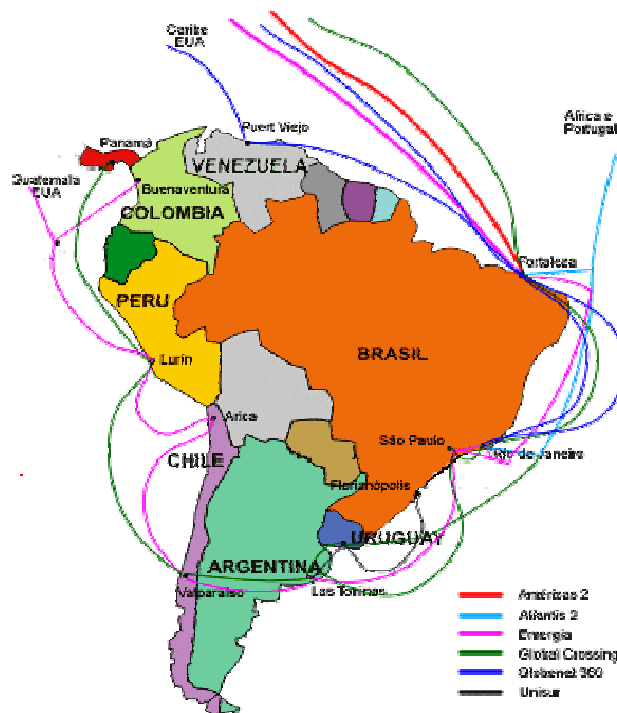 Caribe
EUA
Africa e
Portugal
Puert Viejo
Panamá
VENEZUELA
Guatemala
EUA
Buenaventura
COLOMBIA
Fortaleza
PERU
BRASIL
Lurín
Arica
São Paulo
Rio de Janeiro
CHILE
Florianópolis
URUGUAY
ARGENTINA
Valparaiso
Las Toninas
Américas 2
Atlantis 2
Emergia
Global Crossing
Globenet 360
Unisur